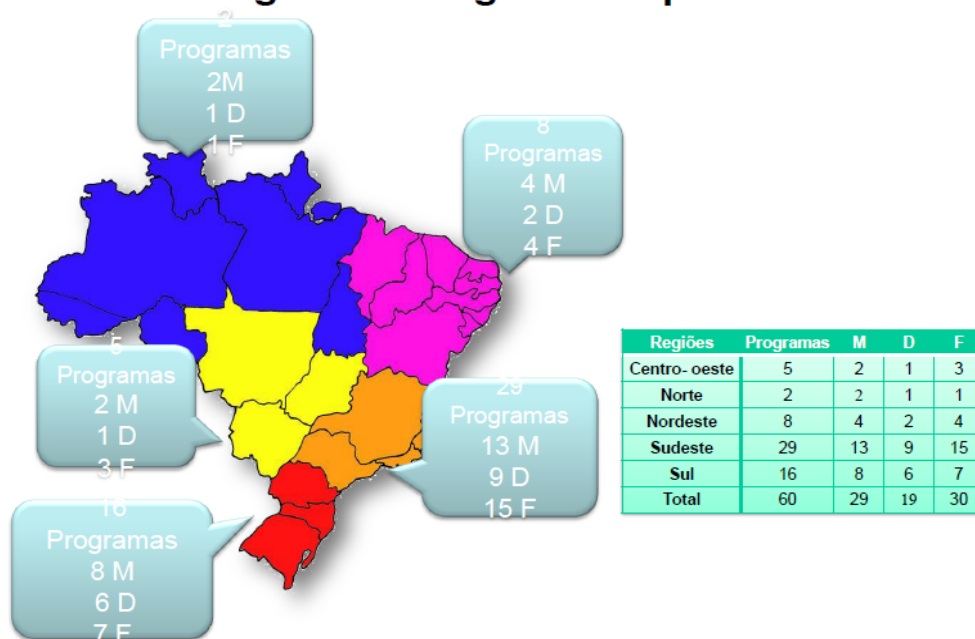 2
Programas
2M
1 D
1 F
8
Programas
4 M
2 D
4 F
5
Programas
2 M
1 D
3 F
29
Programas
13 M
9 D
15 F
16
Programas
8 M
6 D
7 F
Regiões Programas M D F
Centro- oeste 5 2 1 3
Norte 2 2 1 1
Nordeste 8 4 2 4
Sudeste 29 13 9 15
Sul 16 8 6 7
Total 60 29 19 30